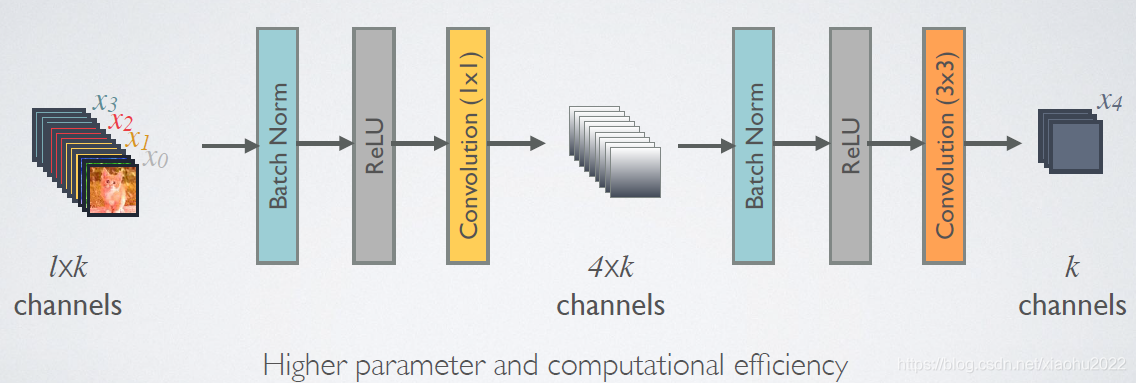 x3
x2
x1
x0
Batch Norm
ReLU
Convolution (1x1)
Batch Norm
ReLU
Convolution (3x3)
x4
lxk
channels
4xk
channels
k
channels
Higher parameter and computational efficiency
https://blog.csdn.net/xiaohu2022